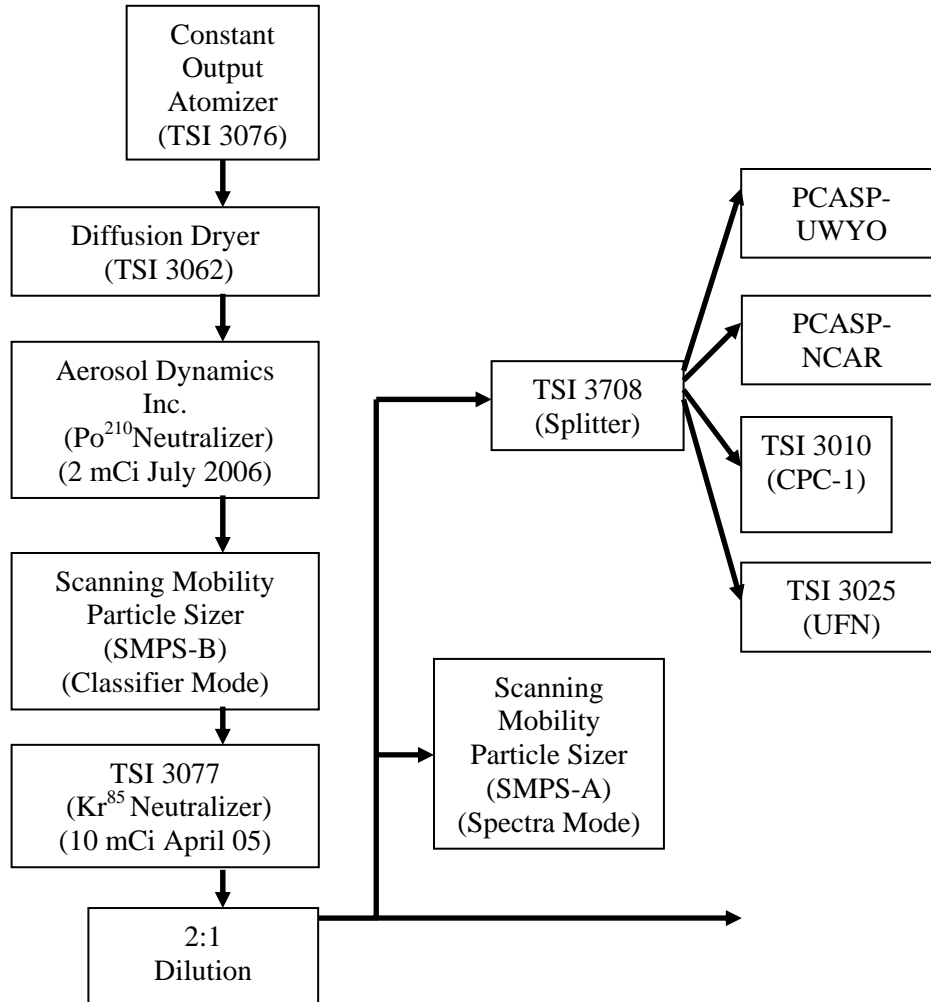 Constant
Output
Atomizer
(TSI 3076)
Diffusion Dryer
(TSI 3062)
Aerosol Dynamics
Inc.
(Po²¹⁰Neutralizer)
(2 mCi July 2006)
Scanning Mobility
Particle Sizer
(SMPS-B)
(Classifier Mode)
TSI 3077
(Kr⁸⁵ Neutralizer)
(10 mCi April 05)
2:1
Dilution
TSI 3708
(Splitter)
Scanning
Mobility
Particle Sizer
(SMPS-A)
(Spectra Mode)
PCASP-
UWYO
PCASP-
NCAR
TSI 3010
(CPC-1)
TSI 3025
(UFN)